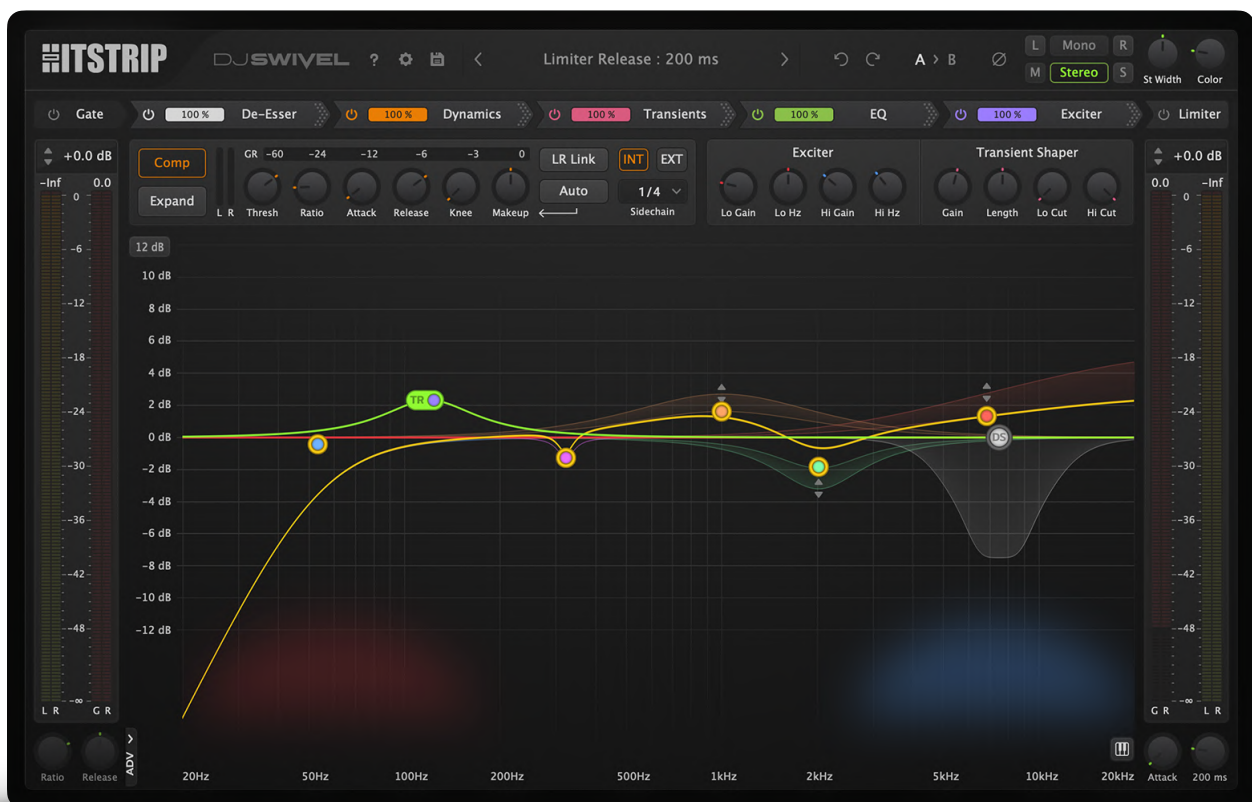 HITSTRIP DJ SWIVEL ? Limiter Release : 200 ms A > B L Mono R
M Stereo S
St Width Color
Gate 100 % De-Esser 100 % Dynamics 100 % Transients 100 % EQ 100 % Exciter Limiter
+0.0 dB
-Inf 0.0
0
-6
-12
-18
-24
-30
-36
-42
-48
-∞
L R G R
Ratio Release
ADV
Comp
Expand
GR -60 -24 -12 -6 -3 0
L R Thresh Ratio Attack Release Knee Makeup
LR Link INT EXT
Auto 1/4
Sidechain
Exciter
Lo Gain Lo Hz Hi Gain Hi Hz
Transient Shaper
Gain Length Lo Cut Hi Cut
12 dB
10 dB
8 dB
6 dB
4 dB
2 dB
0 dB
-2 dB
-4 dB
-6 dB
-8 dB
-10 dB
-12 dB
TR
DS
20Hz 50Hz 100Hz 200Hz 500Hz 1kHz 2kHz 5kHz 10kHz 20kHz
+0.0 dB
0.0 -Inf
0
-6
-12
-18
-24
-30
-36
-42
-48
-∞
G R L R
Attack 200 ms